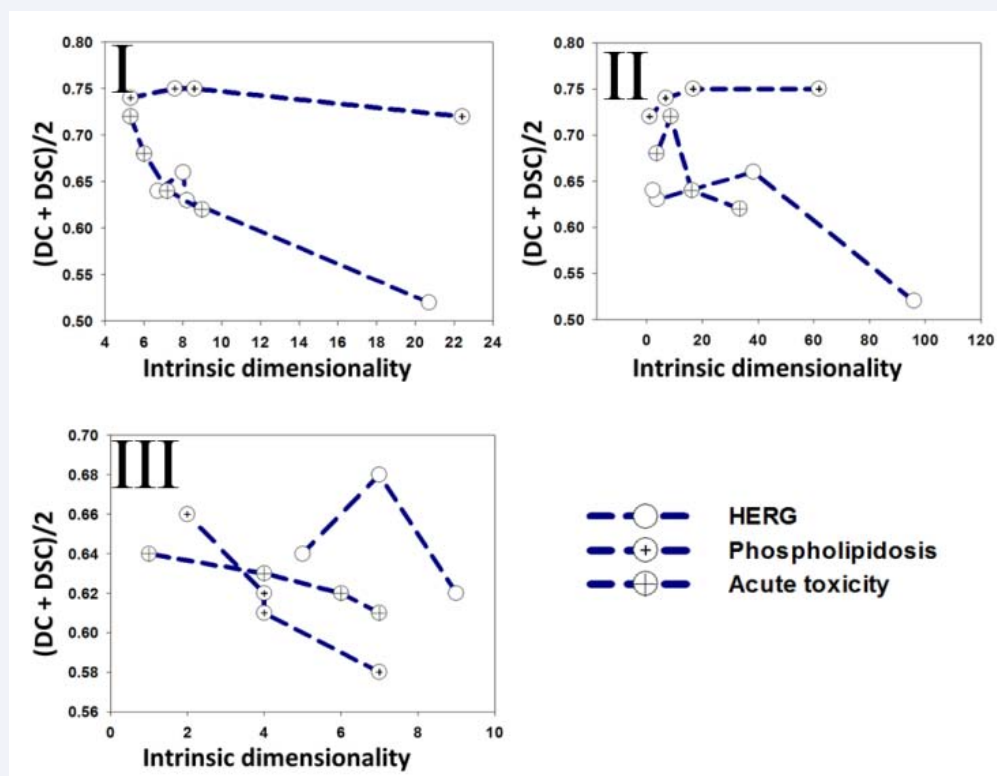 I
(DC + DSC)/2
0.80
0.75
0.70
0.65
0.60
0.55
0.50
4 6 8 10 12 14 16 18 20 22 24
Intrinsic dimensionality
II
(DC + DSC)/2
0.80
0.75
0.70
0.65
0.60
0.55
0.50
0 20 40 60 80 100 120
Intrinsic dimensionality
III
(DC + DSC)/2
0.70
0.68
0.66
0.64
0.62
0.60
0.58
0.56
0 2 4 6 8 10
Intrinsic dimensionality
HERG
Phospholipidosis
Acute toxicity